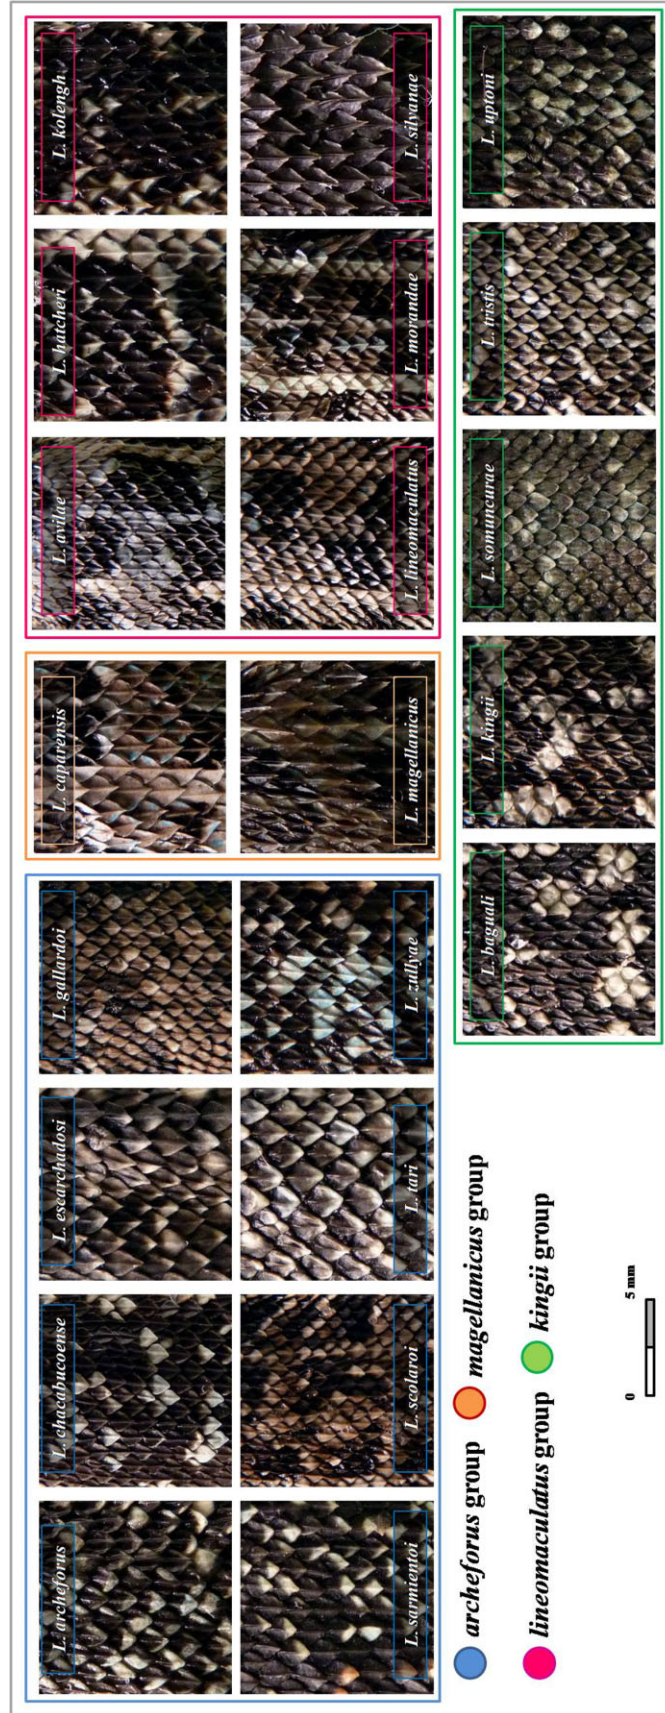 L. archeforus
L. chacabucoense
L. escarchadosi
L. gallardoi
L. caparensis
L. avilae
L. hatcheri
L. kolengh
L. sarmientoi
L. scolaroi
L. tari
L. zullyae
L. magellanicus
L. lineomaculatus
L. morandae
L. silvanae
L.baguali
L. kingii
L. somuncurae
L. tristis
L. uptoni
archeforus group
magellanicus group
lineomaculatus group
kingii group
0 5 mm